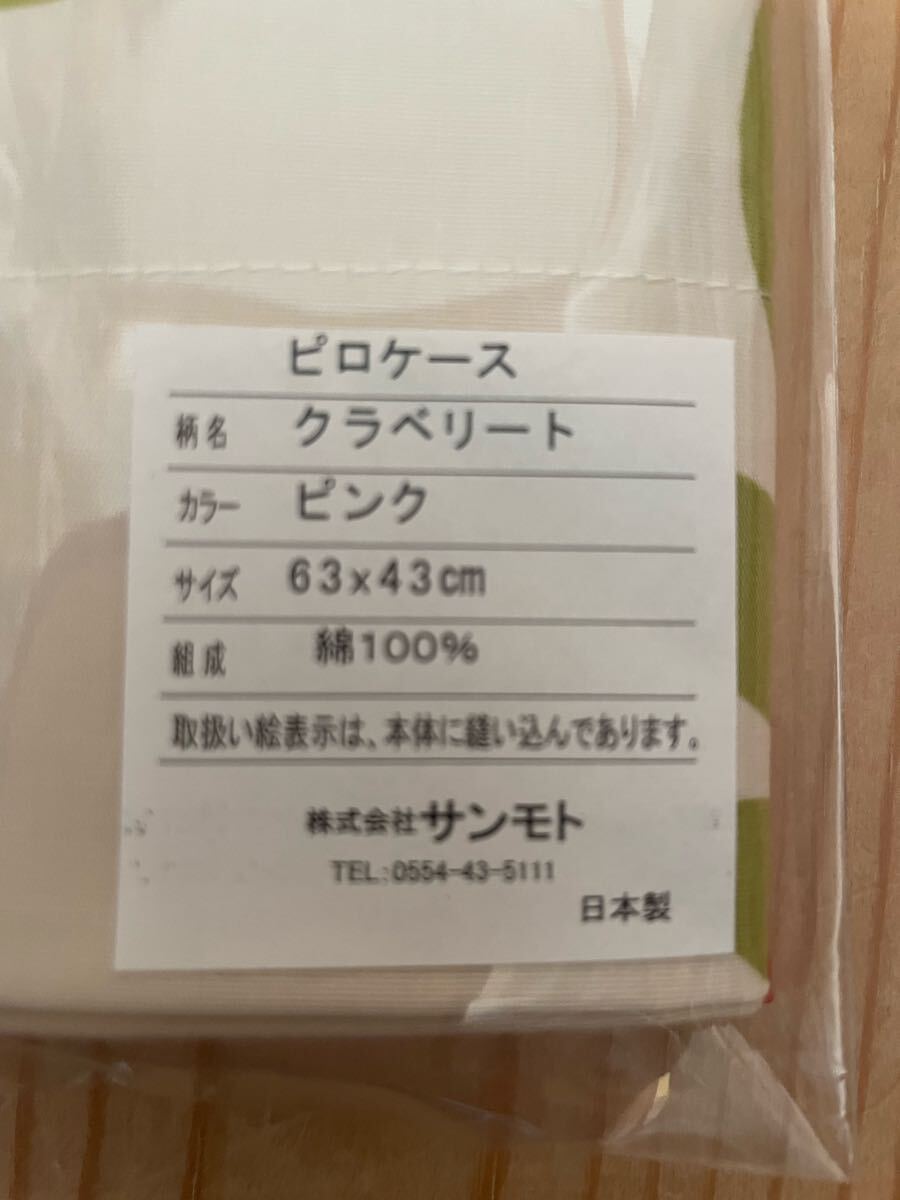 ピロケース
柄名 クラベリート
カラー ピンク
サイズ 63x43cm
組成 綿100%
取扱い絵表示は、本体に縫い込んであります。
株式会社サンモト
TEL:0554-43-5111
日本製